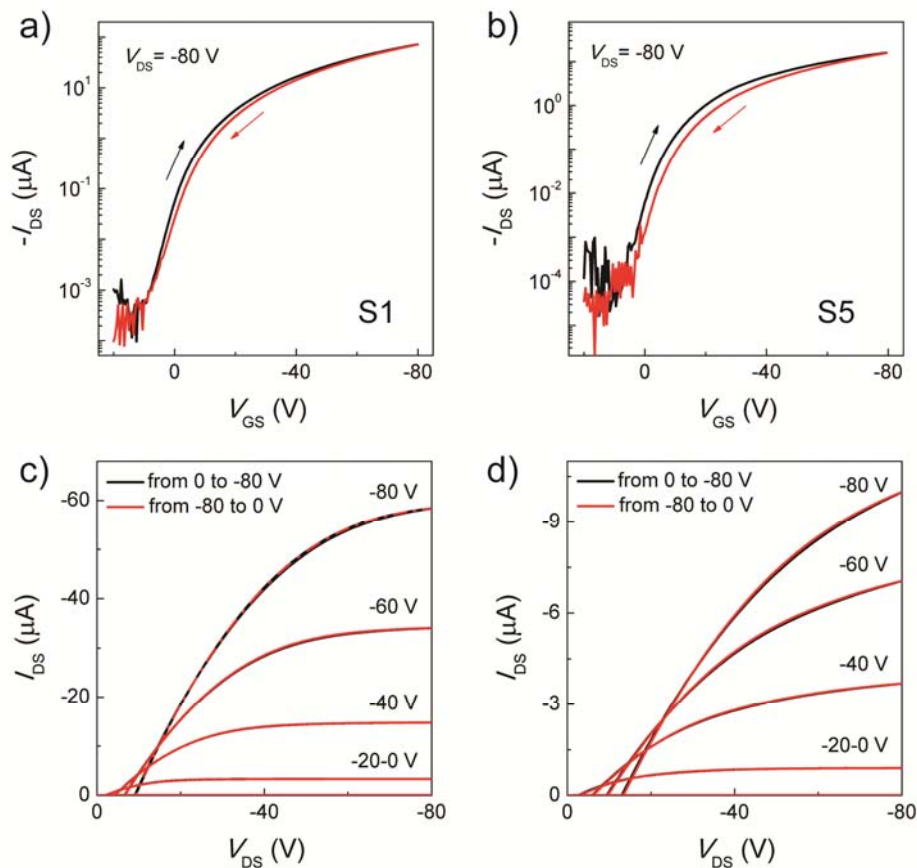 a)
V_DS= -80 V
-I_DS (μA)
10^1
10^-1
10^-3
S1
0 -40 -80
V_GS (V)
b)
V_DS= -80 V
-I_DS (μA)
10^0
10^-2
10^-4
S5
0 -40 -80
V_GS (V)
c)
from 0 to -80 V
from -80 to 0 V
I_DS (μA)
-60
-40
-20
0
-80 V
-60 V
-40 V
-20-0 V
0 -40 -80
V_DS (V)
d)
from 0 to -80 V
from -80 to 0 V
I_DS (μA)
-9
-6
-3
0
-80 V
-60 V
-40 V
-20-0 V
0 -40 -80
V_DS (V)